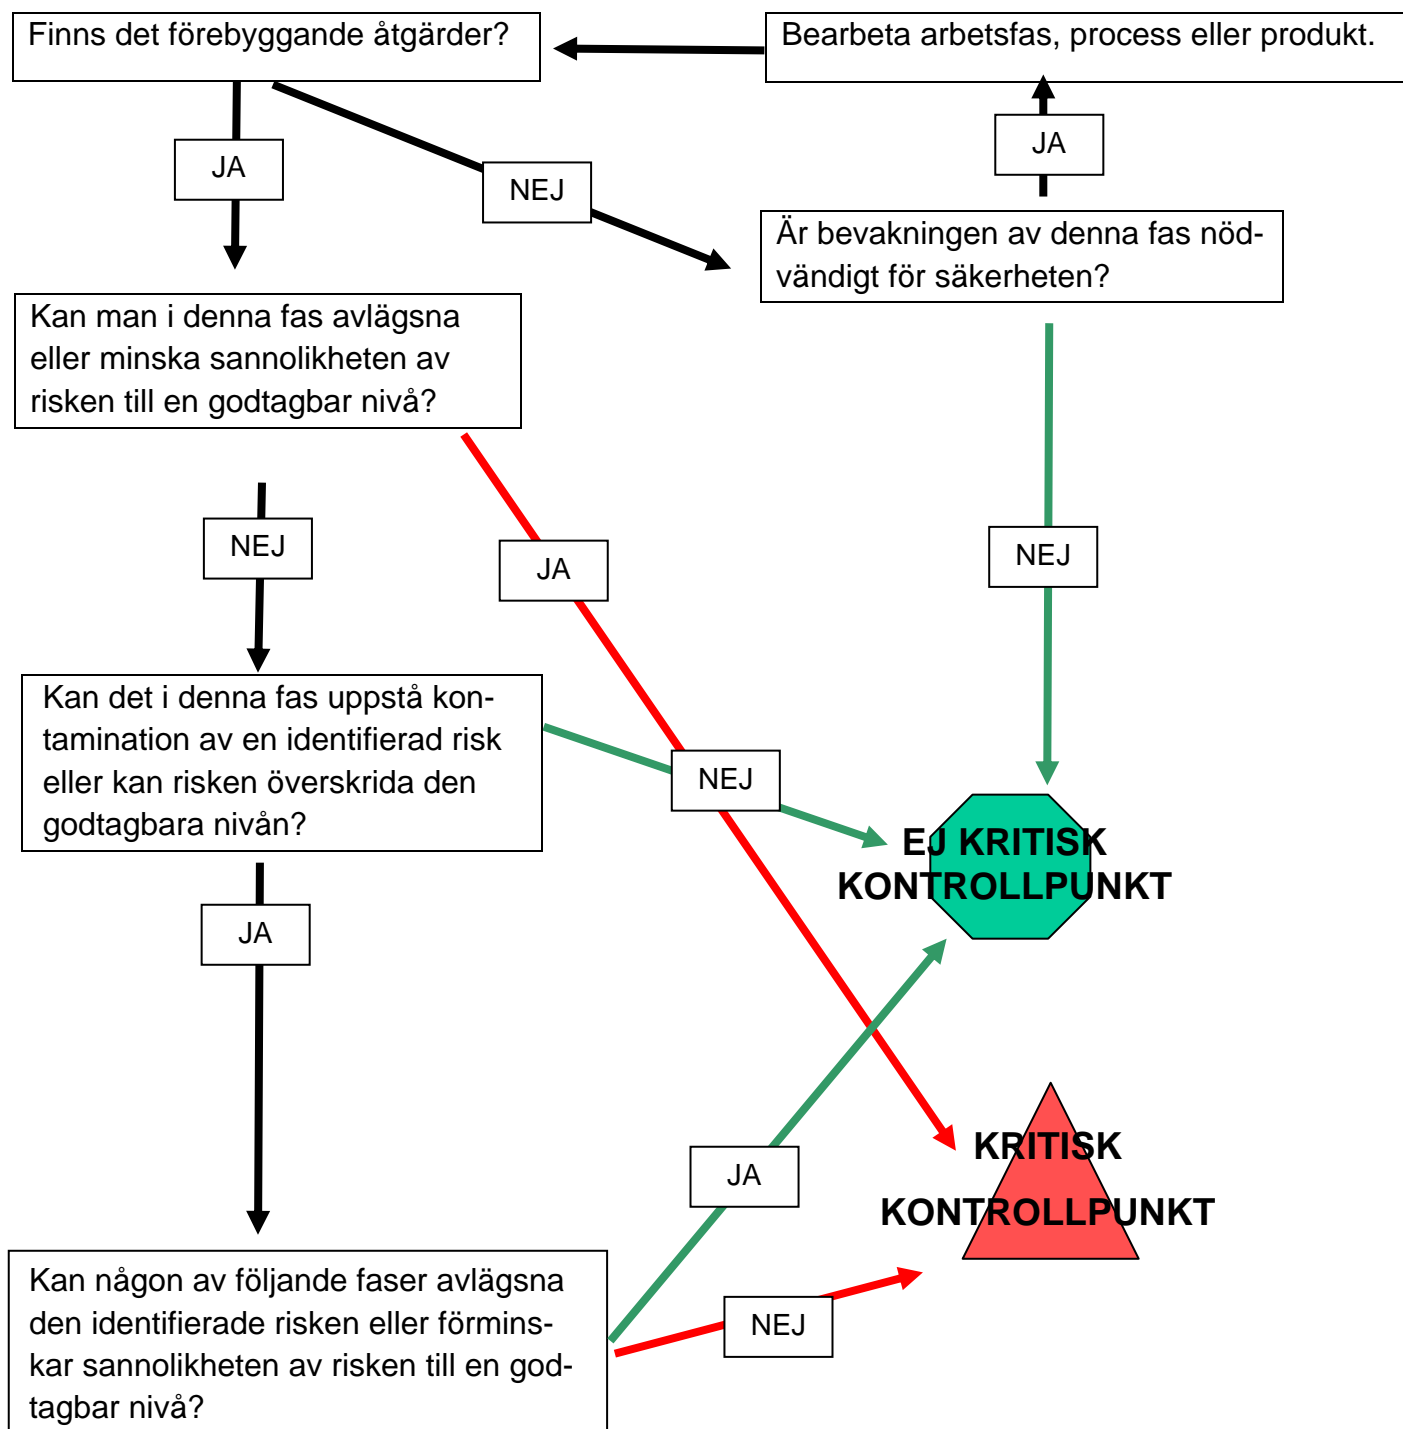 Finns det förebyggande åtgärder?
Bearbeta arbetsfas, process eller produkt.
JA
NEJ
JA
Är bevakningen av denna fas nöd-
vändigt för säkerheten?
Kan man i denna fas avlägsna
eller minska sannolikheten av
risken till en godtagbar nivå?
NEJ
JA
NEJ
Kan det i denna fas uppstå kon-
tamination av en identifierad risk
eller kan risken överskrida den
godtagbara nivån?
NEJ
EJ KRITISK
KONTROLLPUNKT
JA
JA
KRITISK
KONTROLLPUNKT
Kan någon av följande faser avlägsna
den identifierade risken eller förmins-
kar sannolikheten av risken till en god-
tagbar nivå?
NEJ